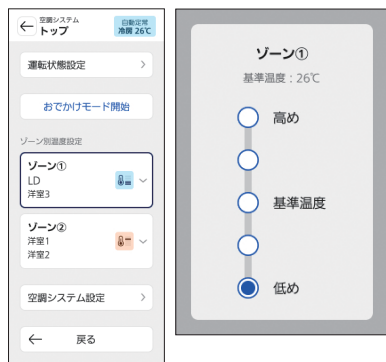 空調システム
トップ
自動定常
冷房 26℃
運転状態設定
おでかけモード開始
ゾーン別温度設定
ゾーン①
LD
洋室3
ゾーン②
洋室1
洋室2
空調システム設定
戻る
ゾーン①
基準温度：26℃
高め
基準温度
低め